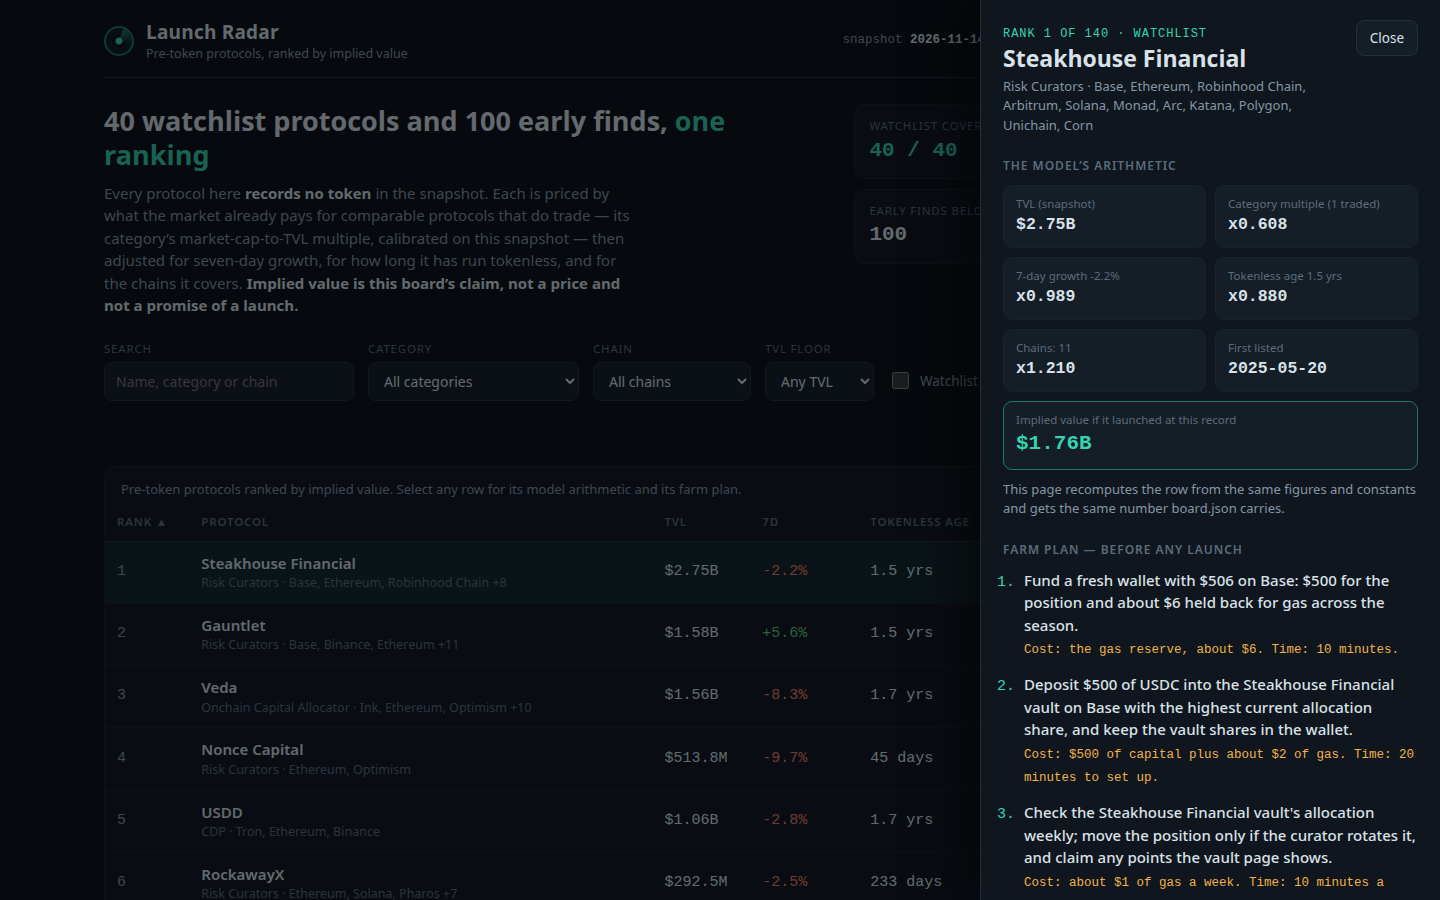 Launch Radar
Pre-token protocols, ranked by implied value
snapshot 2026-11-14
40 watchlist protocols and 100 early finds, one
ranking
Every protocol here records no token in the snapshot. Each is priced by
what the market already pays for comparable protocols that do trade — its
category's market-cap-to-TVL multiple, calibrated on this snapshot — then
adjusted for seven-day growth, for how long it has run tokenless, and for
the chains it covers. Implied value is this board's claim, not a price and
not a promise of a launch.
WATCHLIST COVER
40 / 40
EARLY FINDS BELO
100
SEARCH
CATEGORY
CHAIN
TVL FLOOR
Name, category or chain
All categories
All chains
Any TVL
Watchlist
Pre-token protocols ranked by implied value. Select any row for its model arithmetic and its farm plan.
RANK ▲ PROTOCOL TVL 7D TOKENLESS AGE
1 Steakhouse Financial $2.75B -2.2% 1.5 yrs
Risk Curators · Base, Ethereum, Robinhood Chain +8
2 Gauntlet $1.58B +5.6% 1.5 yrs
Risk Curators · Base, Binance, Ethereum +11
3 Veda $1.56B -8.3% 1.7 yrs
Onchain Capital Allocator · Ink, Ethereum, Optimism +10
4 Nonce Capital $513.8M -9.7% 45 days
Risk Curators · Ethereum, Optimism
5 USDD $1.06B -2.8% 1.7 yrs
CDP · Tron, Ethereum, Binance
6 RockawayX $292.5M -2.5% 233 days
Risk Curators · Ethereum, Solana, Pharos +7
RANK 1 OF 140 · WATCHLIST
Close
Steakhouse Financial
Risk Curators · Base, Ethereum, Robinhood Chain,
Arbitrum, Solana, Monad, Arc, Katana, Polygon,
Unichain, Corn
THE MODEL'S ARITHMETIC
TVL (snapshot)
$2.75B
Category multiple (1 traded)
x0.608
7-day growth -2.2%
x0.989
Tokenless age 1.5 yrs
x0.880
Chains: 11
x1.210
First listed
2025-05-20
Implied value if it launched at this record
$1.76B
This page recomputes the row from the same figures and constants
and gets the same number board.json carries.
FARM PLAN — BEFORE ANY LAUNCH
1. Fund a fresh wallet with $506 on Base: $500 for the
position and about $6 held back for gas across the
season.
Cost: the gas reserve, about $6. Time: 10 minutes.
2. Deposit $500 of USDC into the Steakhouse Financial
vault on Base with the highest current allocation
share, and keep the vault shares in the wallet.
Cost: $500 of capital plus about $2 of gas. Time: 20
minutes to set up.
3. Check the Steakhouse Financial vault's allocation
weekly; move the position only if the curator rotates it,
and claim any points the vault page shows.
Cost: about $1 of gas a week. Time: 10 minutes a